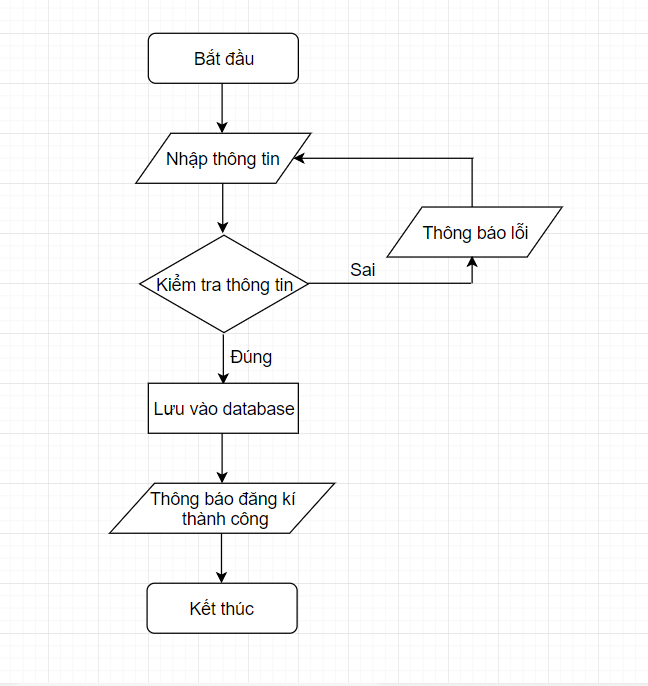 Bắt đầu
Nhập thông tin
Thông báo lỗi
Sai
Kiểm tra thông tin
Đúng
Lưu vào database
Thông báo đăng kí
thành công
Kết thúc